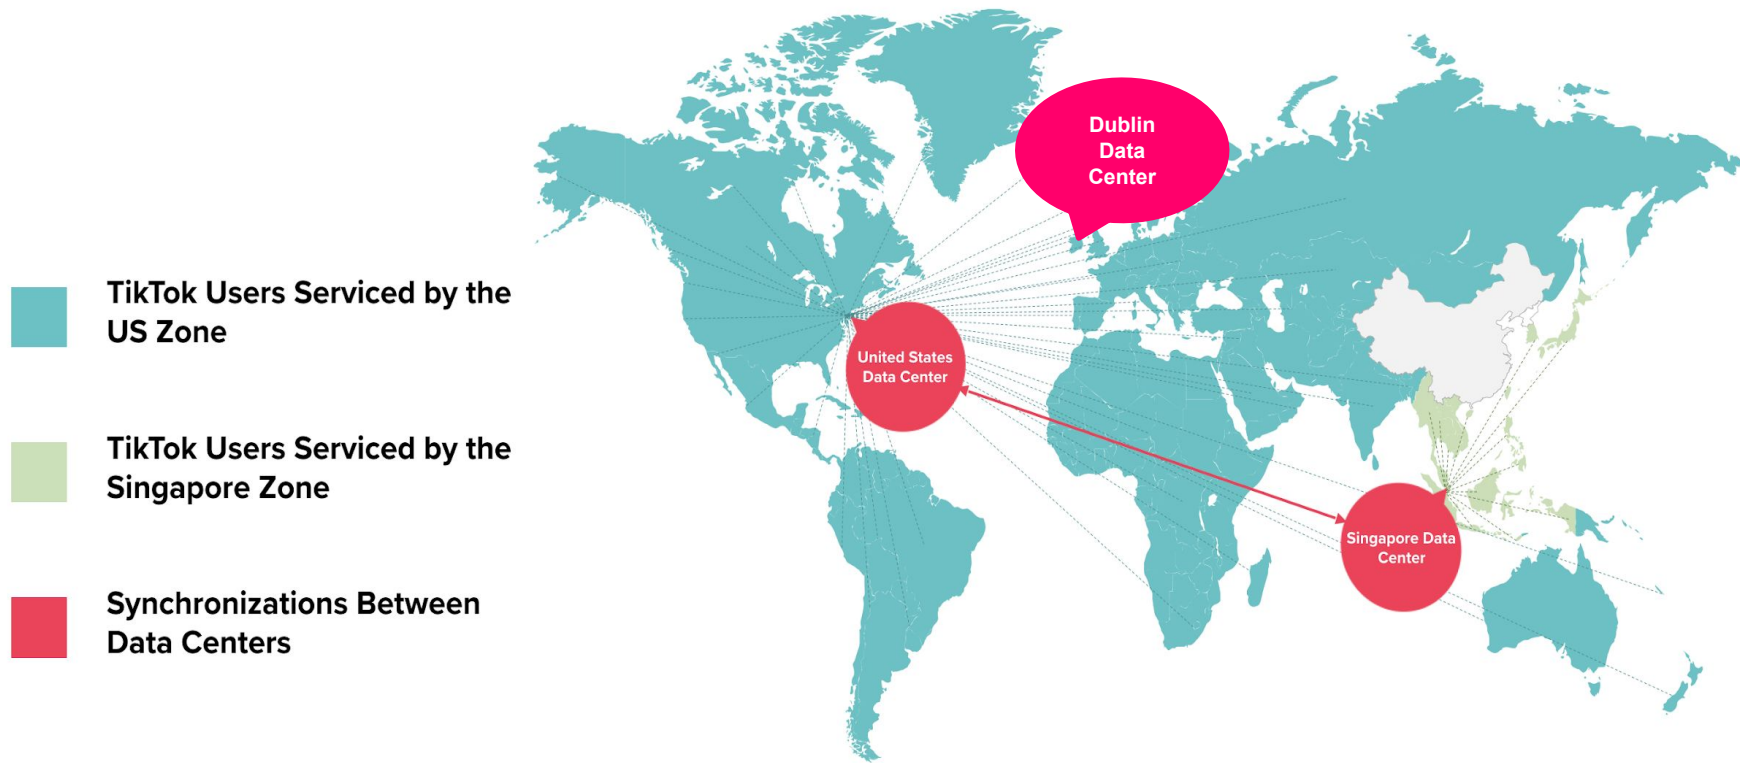 TikTok Users Serviced by the
US Zone
TikTok Users Serviced by the
Singapore Zone
Synchronizations Between
Data Centers
Dublin
Data
Center
United States
Data Center
Singapore Data
Center